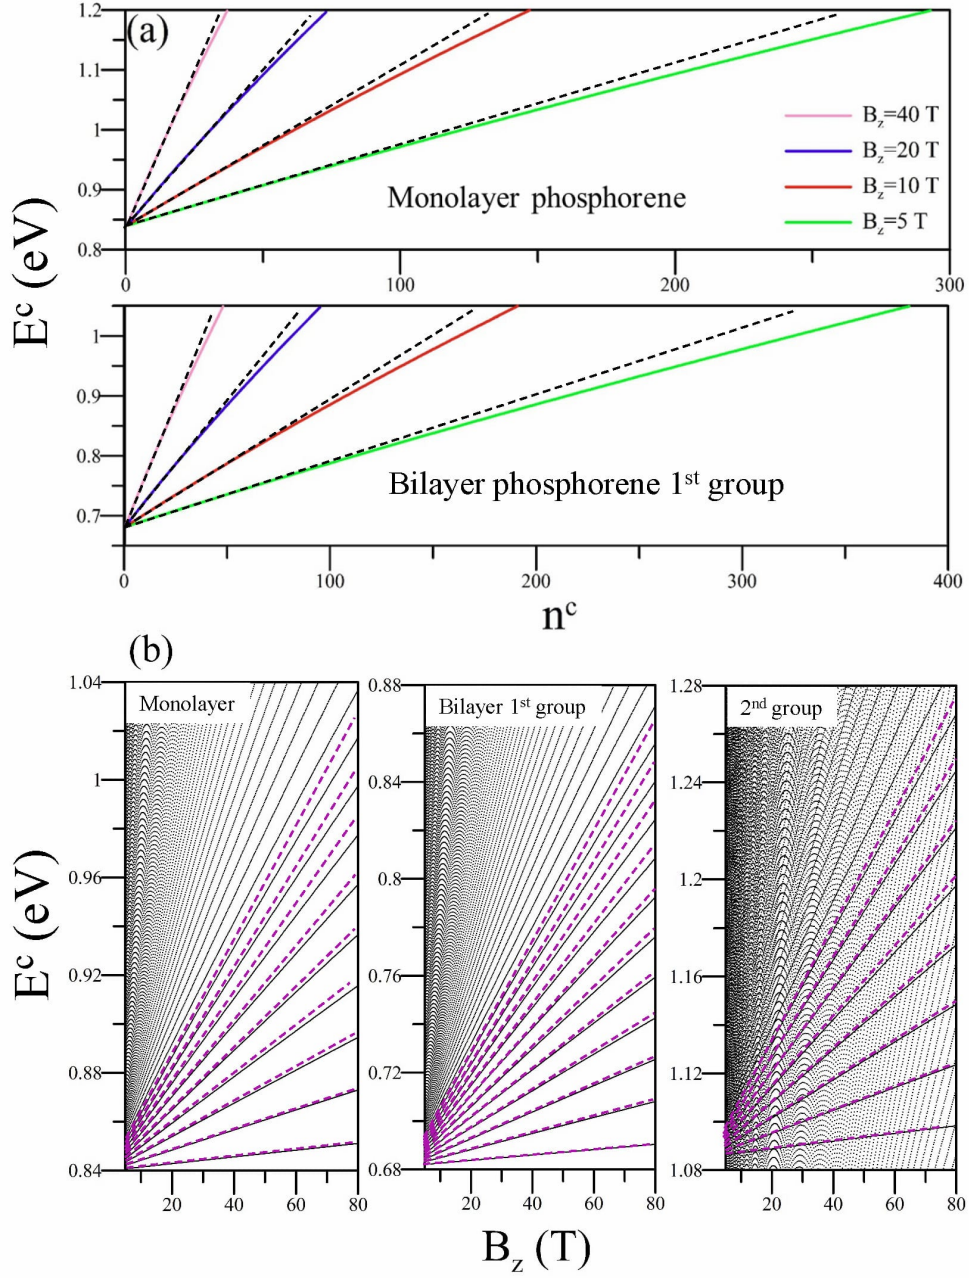 (a)
1.2
1.1
1
0.9
0.8
B_z=40 T
B_z=20 T
B_z=10 T
B_z=5 T
Monolayer phosphorene
0 100 200 300
E^c (eV)
1
0.9
0.8
0.7
Bilayer phosphorene 1^st group
0 100 200 300 400
n^c
(b)
E^c (eV)
1.04
1
0.96
0.92
0.88
0.84
Monolayer
20 40 60 80
0.88
0.84
0.8
0.76
0.72
0.68
Bilayer 1^st group
20 40 60 80
1.28
1.24
1.2
1.16
1.12
1.08
2^nd group
20 40 60 80
B_z (T)